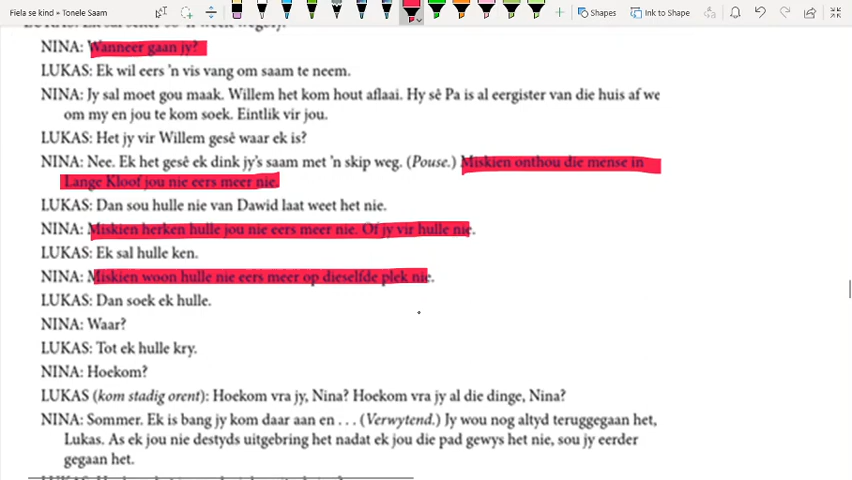 Fiela se kind • Tonele Saam
Shapes
Ink to Shape
NINA: Wanneer gaan jy?
LUKAS: Ek wil eers 'n vis vang om saam te neem.
NINA: Jy sal moet gou maak. Willem het kom hout aflaai. Hy sê Pa is al eergister van die huis af we
om my en jou te kom soek. Eintlik vir jou.
LUKAS: Het jy vir Willem gesê waar ek is?
NINA: Nee. Ek het gesê ek dink jy's saam met 'n skip weg. (Pouse.) Miskien onthou die mense in
Lange Kloof jou nie eers meer nie.
LUKAS: Dan sou hulle nie van Dawid laat weet het nie.
NINA: Miskien herken hulle jou nie eers meer nie. Of jy vir hulle nie.
LUKAS: Ek sal hulle ken.
NINA: Miskien woon hulle nie eers meer op dieselfde plek nie.
LUKAS: Dan soek ek hulle.
NINA: Waar?
LUKAS: Tot ek hulle kry.
NINA: Hoekom?
LUKAS (kom stadig orent): Hoekom vra jy, Nina? Hoekom vra jy al die dinge, Nina?
NINA: Sommer. Ek is bang jy kom daar aan en . . . (Verwytend.) Jy wou nog altyd teruggegaan het,
Lukas. As ek jou nie destyds uitgebring het nadat ek jou die pad gewys het nie, sou jy eerder
gegaan het.